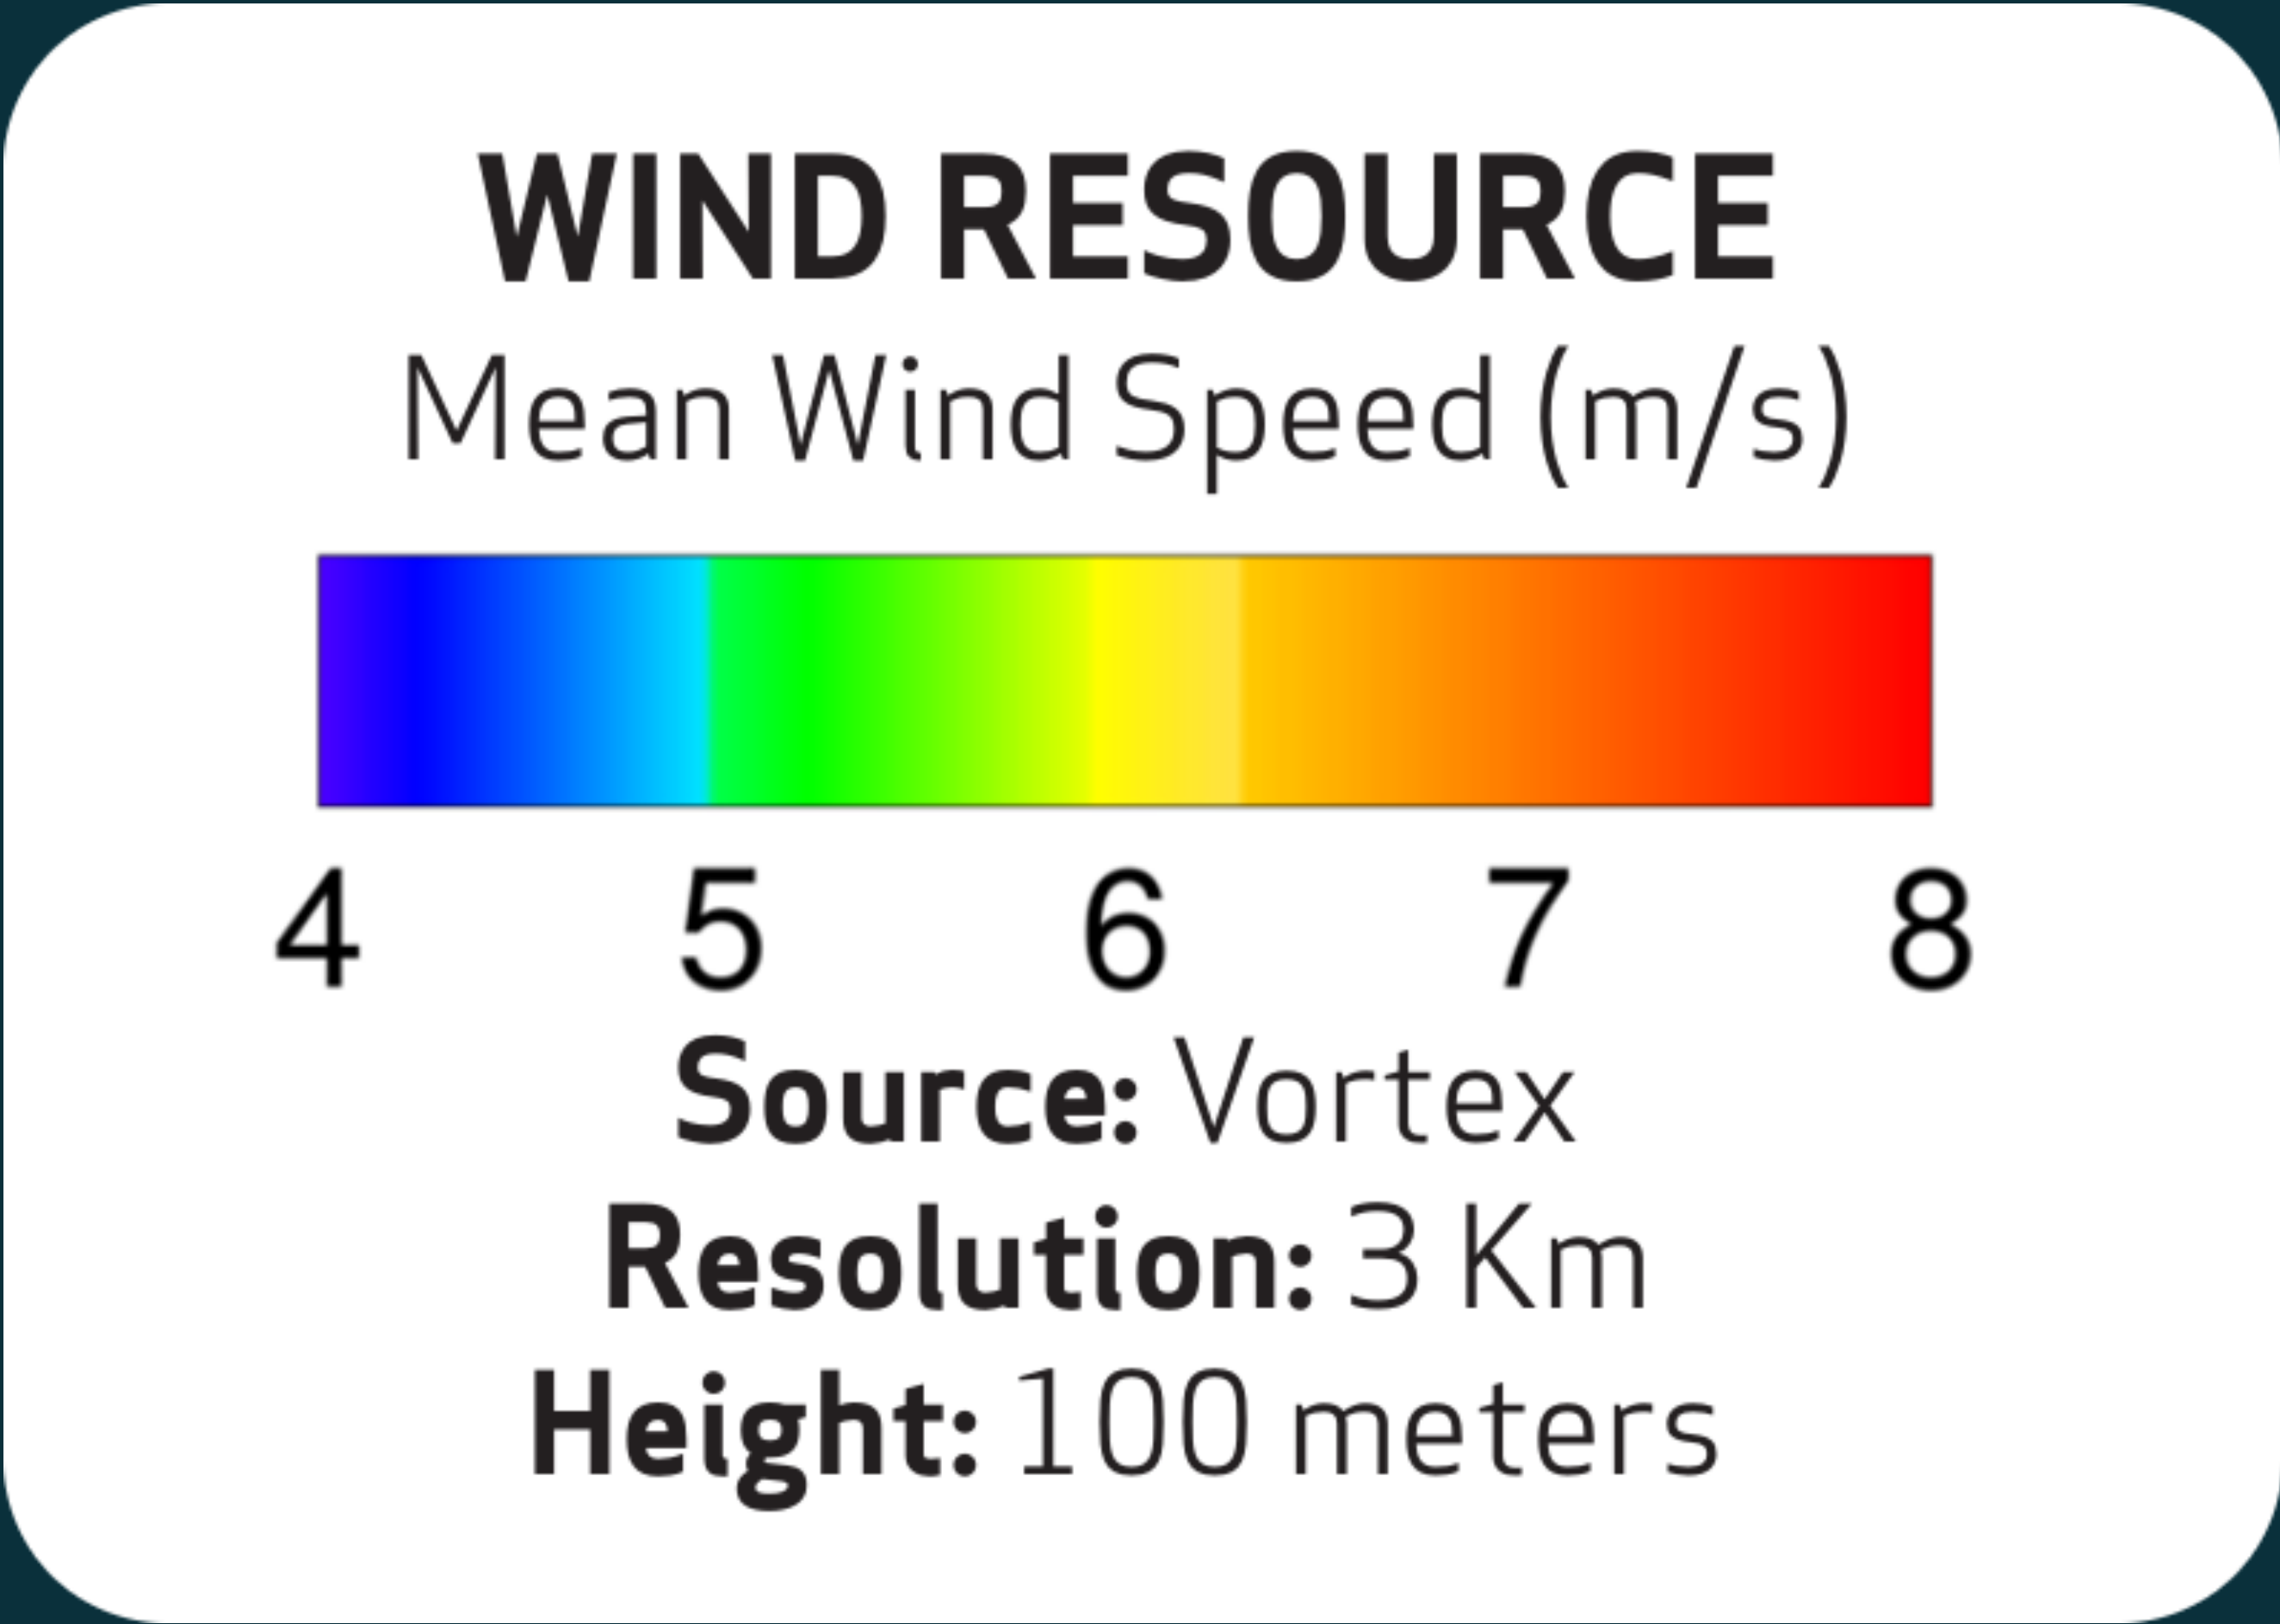 WIND RESOURCE
Mean Wind Speed (m/s)
4 5 6 7 8
Source: Vortex
Resolution: 3 Km
Height: 100 meters